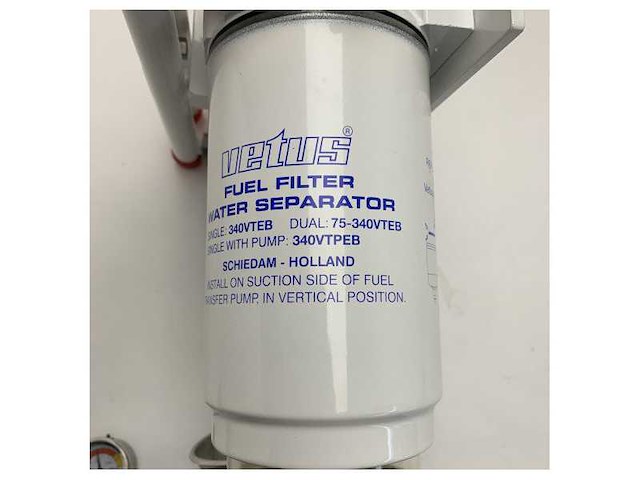 vetus®
FUEL FILTER
WATER SEPARATOR
SINGLE: 340VTEB DUAL: 75-340VTEB
SINGLE WITH PUMP: 340VTPEB
SCHIEDAM - HOLLAND
INSTALL ON SUCTION SIDE OF FUEL
TRANSFER PUMP, IN VERTICAL POSITION.